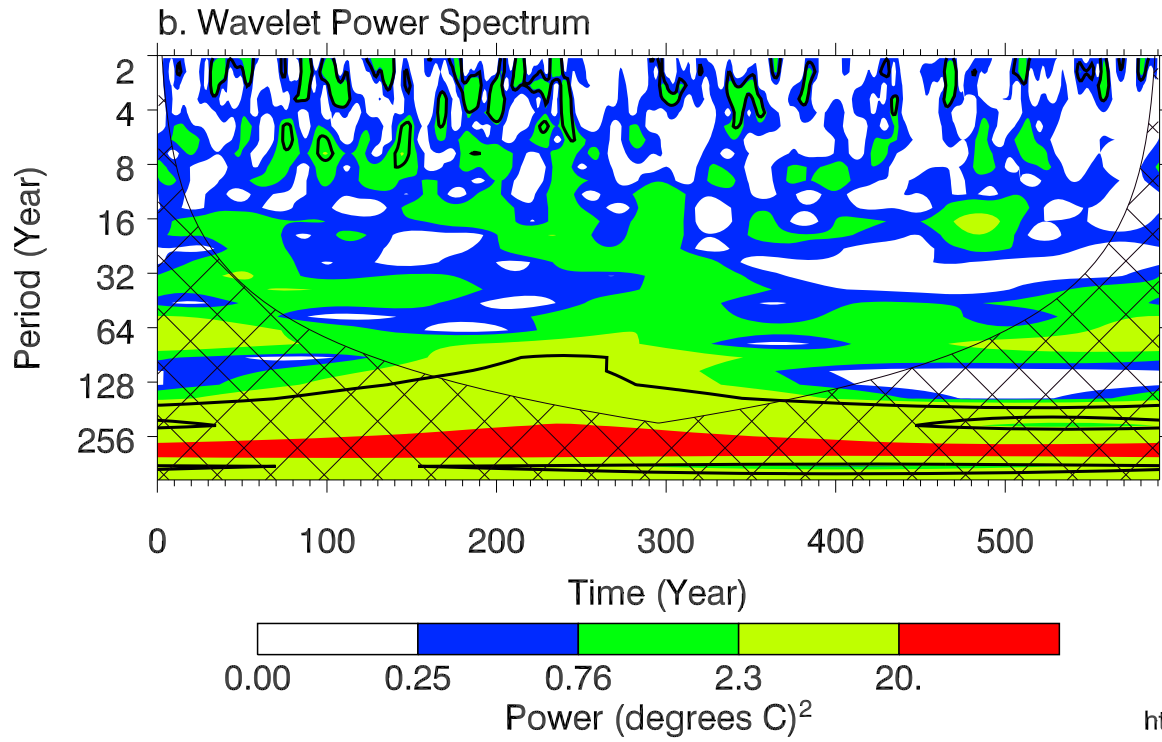 b. Wavelet Power Spectrum
Period (Year)
2
4
8
16
32
64
128
256
0 100 200 300 400 500
Time (Year)
0.00 0.25 0.76 2.3 20.
Power (degrees C)²
ht